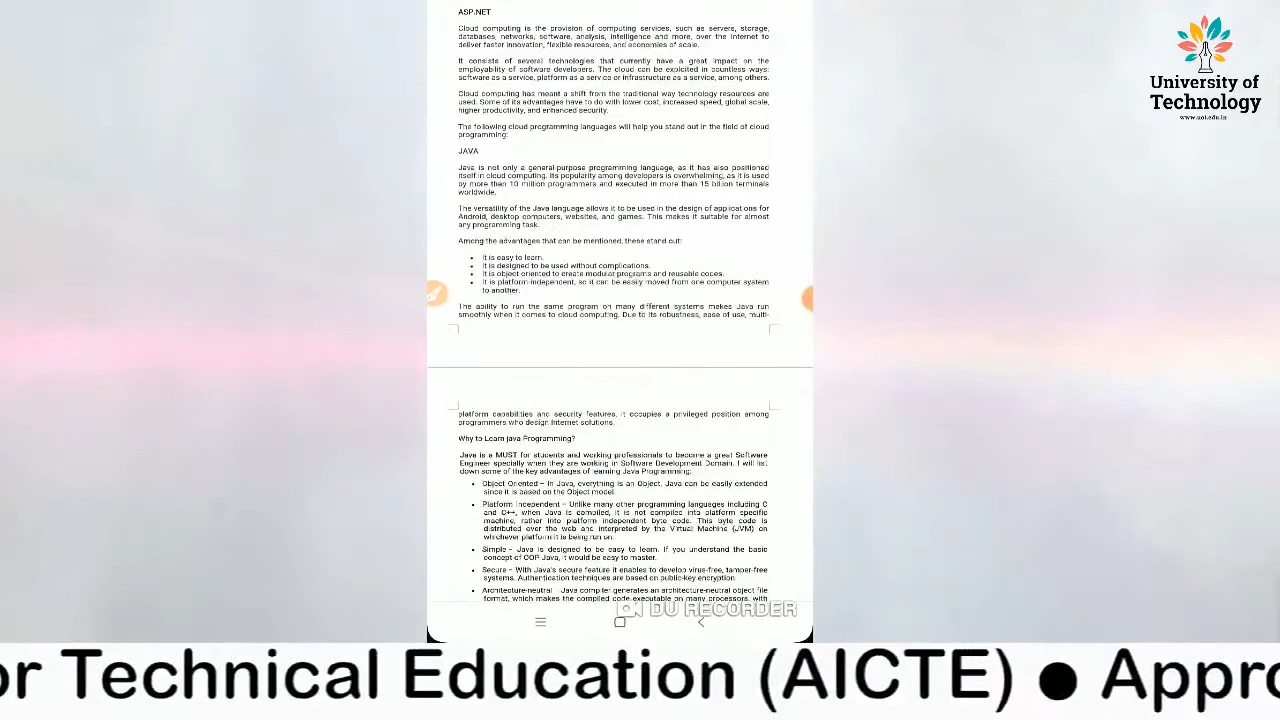 ASP.NET
Cloud computing is the provision of computing services, such as servers, storage,
databases, networks, software, analysis, intelligence and more, over the Internet to
deliver faster innovation, flexible resources, and economies of scale.
It consists of several technologies that currently have a great impact on the
employability of software developers. The cloud can be exploited in countless ways:
software as a service, platform as a service or infrastructure as a service, among others.
Cloud computing has meant a shift from the traditional way technology resources are
used. Some of its advantages have to do with lower cost, increased speed, global scale,
higher productivity, and enhanced security.
The following cloud programming languages will help you stand out in the field of cloud
programming:
JAVA
Java is not only a general-purpose programming language, as it has also positioned
itself in cloud computing. Its popularity among developers is overwhelming, as it is used
by more than 10 million programmers and executed in more than 15 billion terminals
worldwide.
The versatility of the Java language allows it to be used in the design of applications for
Android, desktop computers, websites, and games. This makes it suitable for almost
any programming task.
Among the advantages that can be mentioned, these stand out:
• It is easy to learn.
• It is designed to be used without complications.
• It is object-oriented to create modular programs and reusable codes.
• It is platform-independent, so it can be easily moved from one computer system
to another.
The ability to run the same program on many different systems makes Java run
smoothly when it comes to cloud computing. Due to its robustness, ease of use, multi-
platform capabilities and security features, it occupies a privileged position among
programmers who design Internet solutions.
Why to Learn java Programming?
Java is a MUST for students and working professionals to become a great Software
Engineer specially when they are working in Software Development Domain. I will list
down some of the key advantages of learning Java Programming:
• Object Oriented – In Java, everything is an Object. Java can be easily extended
since it is based on the Object model.
• Platform Independent – Unlike many other programming languages including C
and C++, when Java is compiled, it is not compiled into platform specific
machine, rather into platform independent byte code. This byte code is
distributed over the web and interpreted by the Virtual Machine (JVM) on
whichever platform it is being run on.
• Simple – Java is designed to be easy to learn. If you understand the basic
concept of OOP Java, it would be easy to master.
• Secure – With Java's secure feature it enables to develop virus-free, tamper-free
systems. Authentication techniques are based on public-key encryption
• Architecture-neutral – Java compiler generates an architecture-neutral object file
format, which makes the compiled code executable on many processors, with
DU RECORDER
University of
Technology
www.uot.edu.in
or Technical Education (AICTE) ● Appro